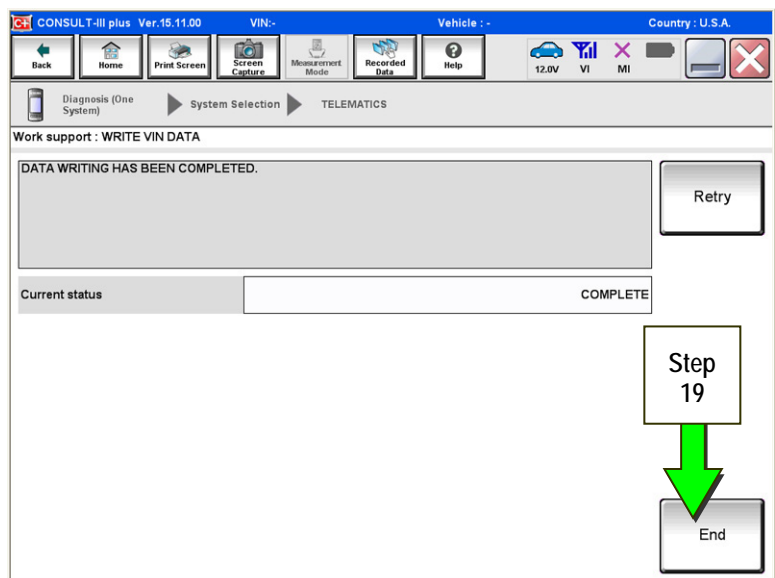 C+ CONSULT-III plus Ver.15.11.00 VIN:- Vehicle : - Country : U.S.A.
Back Home Print Screen Screen Capture Measurement Mode Recorded Data Help 12.0V VI MI
Diagnosis (One System) System Selection TELEMATICS
Work support : WRITE VIN DATA
DATA WRITING HAS BEEN COMPLETED.
Retry
Current status COMPLETE
Step
19
End